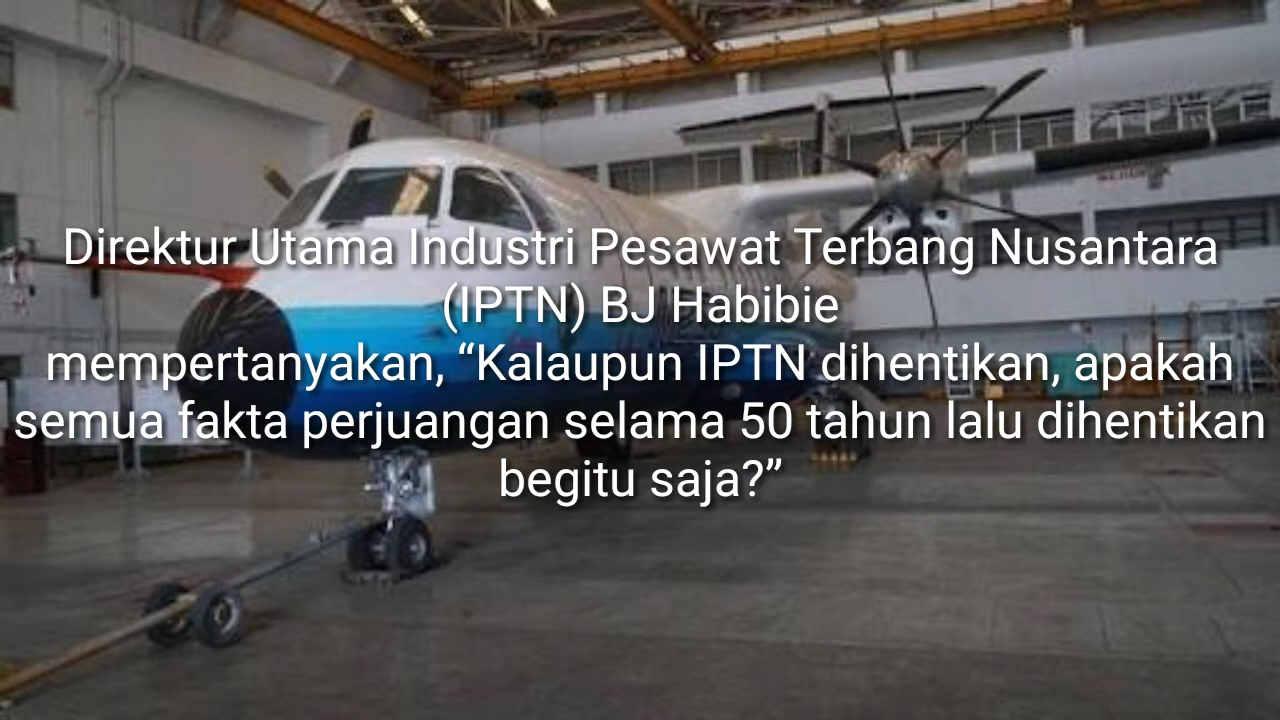 Direktur Utama Industri Pesawat Terbang Nusantara
(IPTN) BJ Habibie
mempertanyakan, “Kalaupun IPTN dihentikan, apakah
semua fakta perjuangan selama 50 tahun lalu dihentikan
begitu saja?”